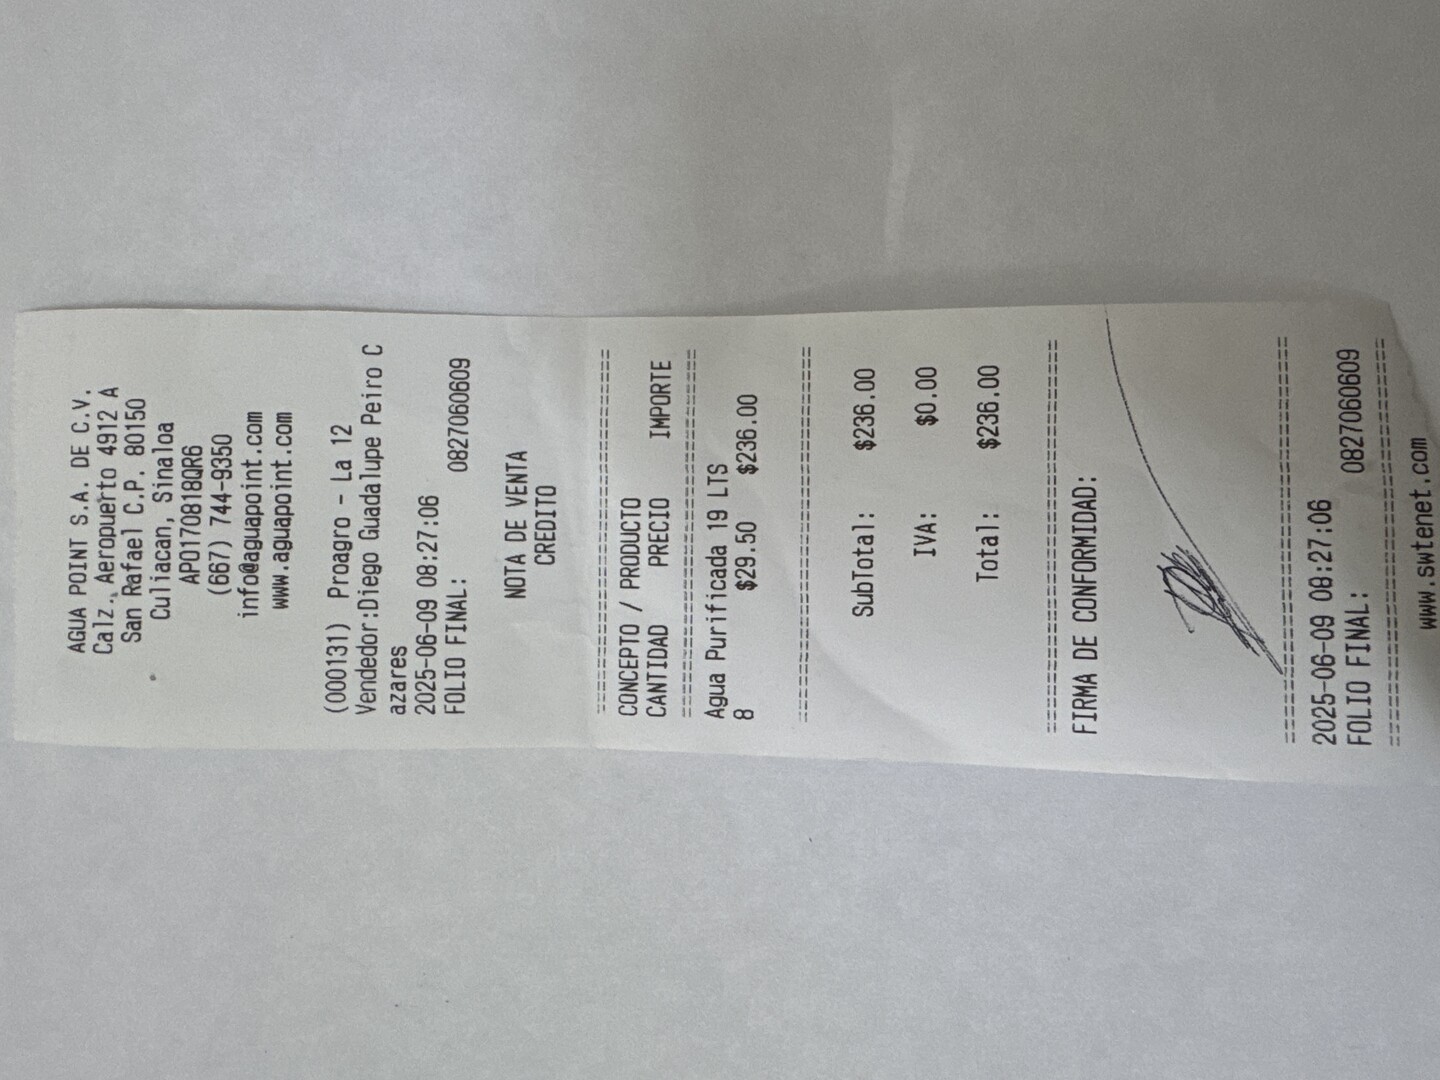 AGUA POINT S.A. DE C.V.
Calz. Aeropuerto 4912 A
San Rafael C.P. 80150
Culiacan, Sinaloa
APO170818QR6
(667) 744-9350
info@aguapoint.com
www.aguapoint.com
(000131) Proagro - La 12
Vendedor:Diego Guadalupe Peiro C
azares
2025-06-09 08:27:06
FOLIO FINAL: 0827060609
NOTA DE VENTA
CREDITO
================================
CONCEPTO / PRODUCTO
CANTIDAD PRECIO IMPORTE
================================
Agua Purificada 19 LTS
8 $29.50 $236.00
================================
SubTotal: $236.00
IVA: $0.00
Total: $236.00
================================
FIRMA DE CONFORMIDAD:
================================
2025-06-09 08:27:06
FOLIO FINAL: 0827060609
================================
www.swtenet.com